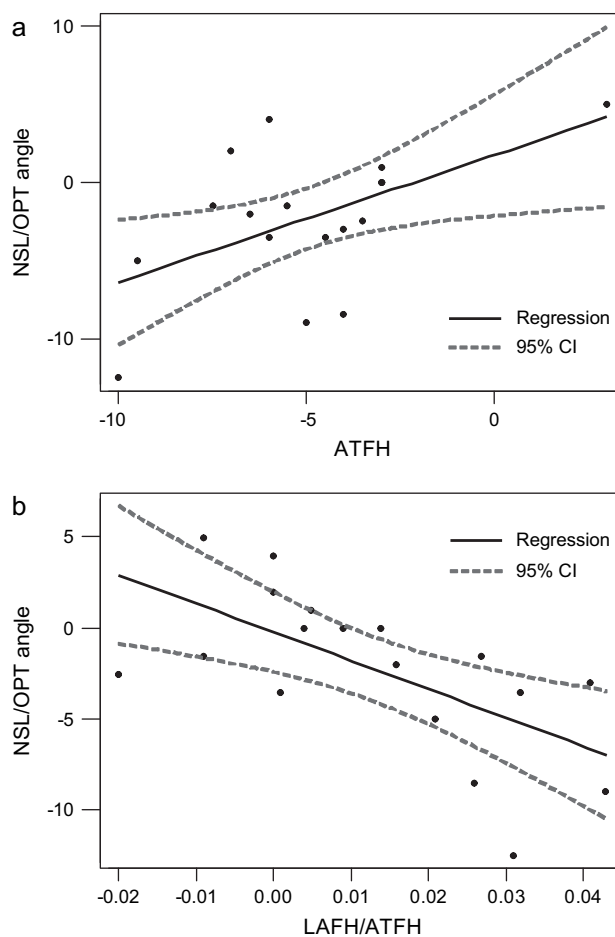 a
10
0
-10
NSL/OPT angle
Regression
95% CI
-10
-5
0
ATFH
b
5
0
-5
-10
NSL/OPT angle
Regression
95% CI
-0.02
-0.01
0.00
0.01
0.02
0.03
0.04
LAFH/ATFH